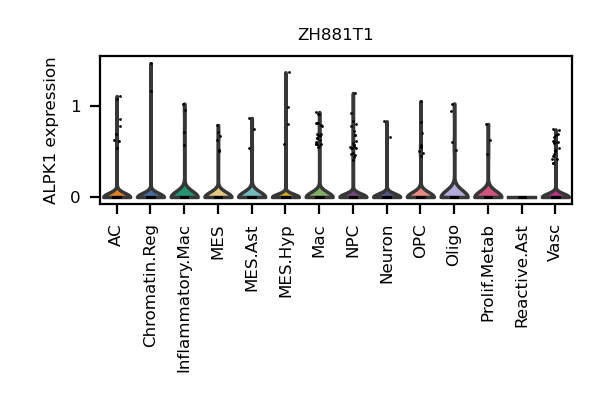 ZH881T1
ALPK1 expression
1
0
AC
Chromatin.Reg
Inflammatory.Mac
MES
MES.Ast
MES.Hyp
Mac
NPC
Neuron
OPC
Oligo
Prolif.Metab
Reactive.Ast
Vasc